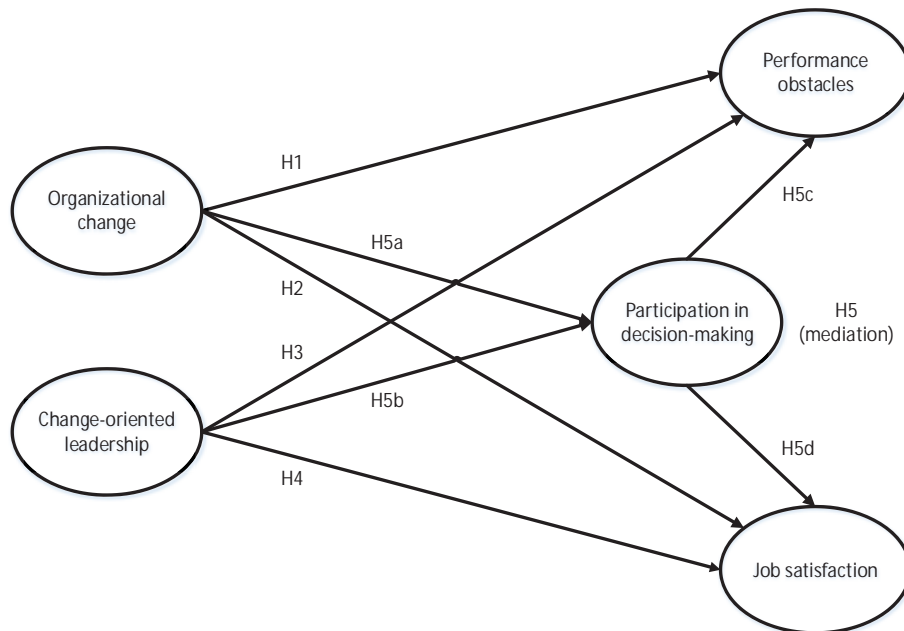 Performance
obstacles
H1
Organizational
change
H5c
H5a
H2
Participation in
decision-making
H5
(mediation)
H3
H5b
Change-oriented
leadership
H5d
H4
Job satisfaction